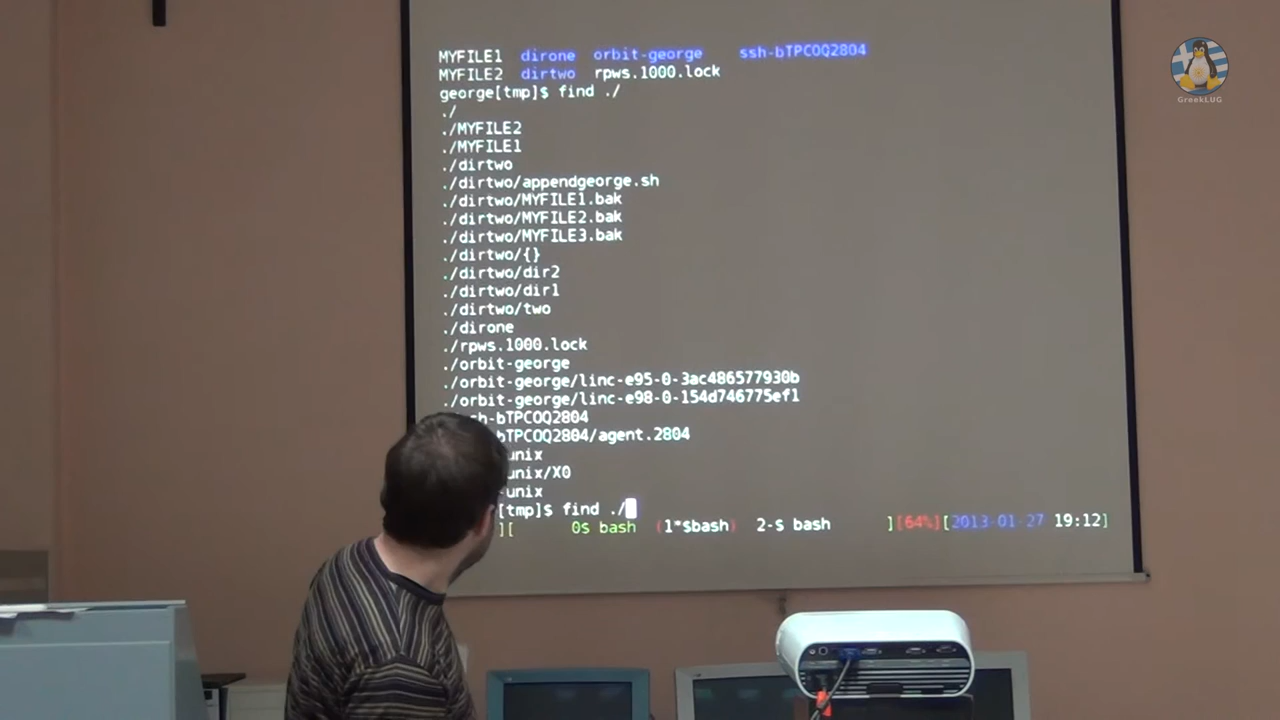 MYFILE1 dirone orbit-george ssh-bTPCOQ2804
MYFILE2 dirtwo rpws.1000.lock
george[tmp]$ find ./
./
./MYFILE2
./MYFILE1
./dirtwo
./dirtwo/appendgeorge.sh
./dirtwo/MYFILE1.bak
./dirtwo/MYFILE2.bak
./dirtwo/MYFILE3.bak
./dirtwo/{}
./dirtwo/dir2
./dirtwo/dir1
./dirtwo/two
./dirone
./rpws.1000.lock
./orbit-george
./orbit-george/linc-e95-0-3ac486577930b
./orbit-george/linc-e98-0-154d746775ef1
sh-bTPCOQ2804
bTPCOQ2804/agent.2804
unix
unix/X0
-unix
[tmp]$ find ./
][ 0$ bash (1*$bash) 2-$ bash ][64%][2013-01-27 19:12]
GreekLUG